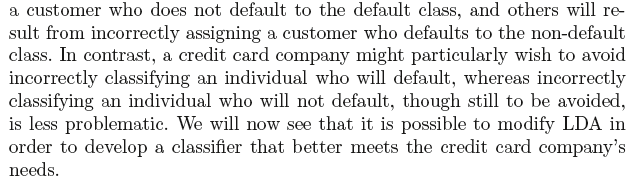 a customer who does not default to the default class, and others will re-
sult from incorrectly assigning a customer who defaults to the non-default
class. In contrast, a credit card company might particularly wish to avoid
incorrectly classifying an individual who will default, whereas incorrectly
classifying an individual who will not default, though still to be avoided,
is less problematic. We will now see that it is possible to modify LDA in
order to develop a classifier that better meets the credit card company's
needs.